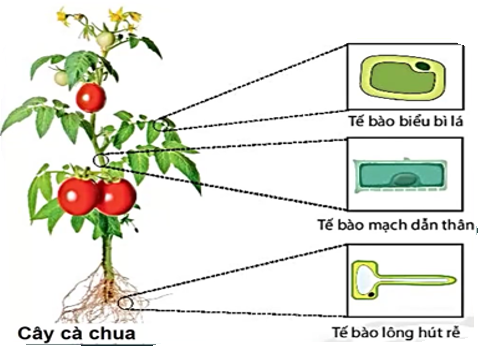 Tế bào biểu bì lá
Tế bào mạch dẫn thân
Cây cà chua
Tế bào lông hút rễ